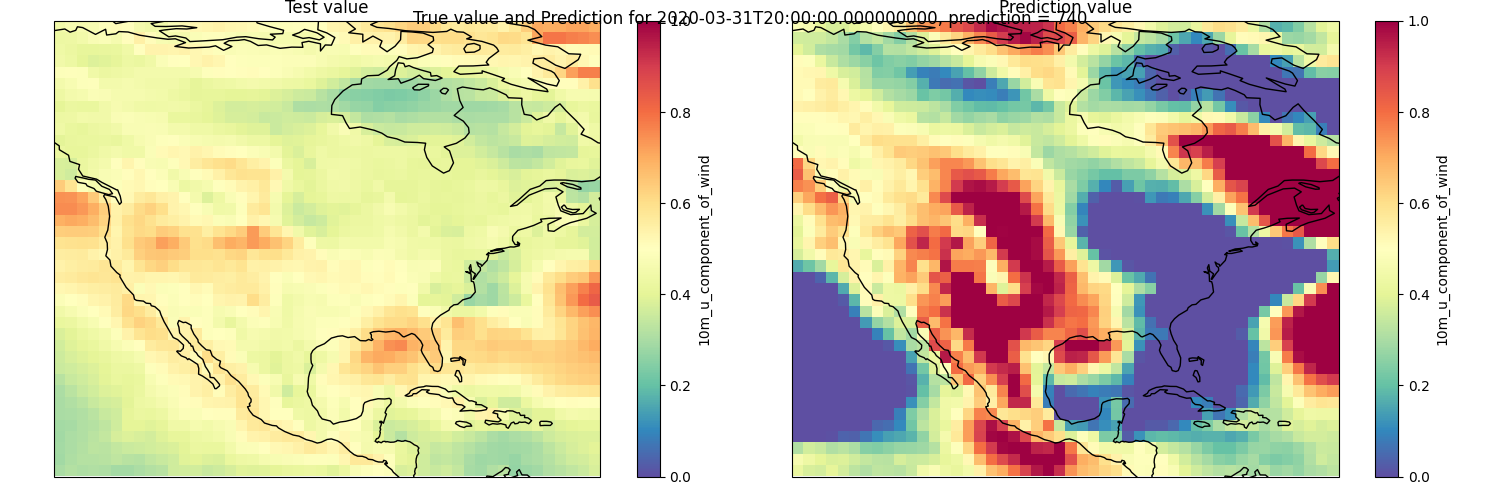 Test value
Prediction value
True value and Prediction for 2020-03-31T20:00:00.000000000, prediction = 740
1.0
0.8
0.6
0.4
0.2
0.0
10m_u_component_of_wind
1.0
0.8
0.6
0.4
0.2
0.0
10m_u_component_of_wind